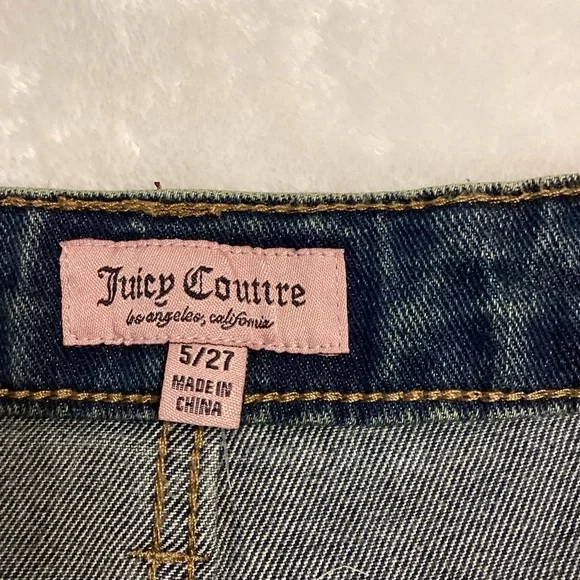 Juicy Couture
los angeles, california
5/27
MADE IN
CHINA